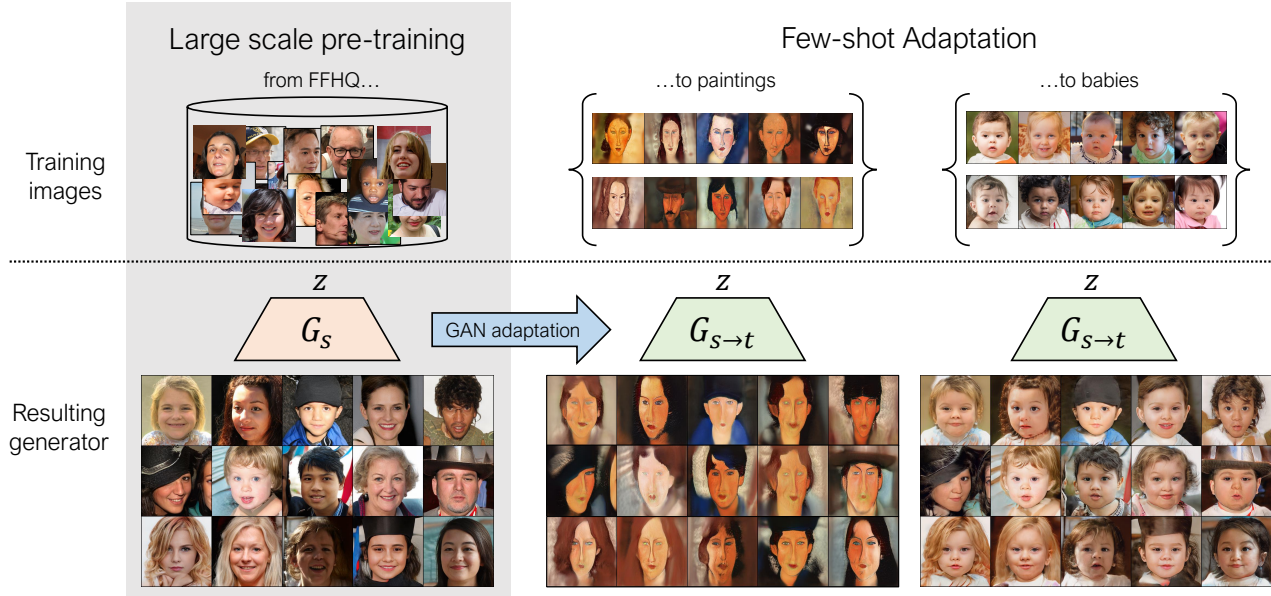 Large scale pre-training
Few-shot Adaptation
from FFHQ…
…to paintings
…to babies
Training
images
z
z
z
G_s
GAN adaptation
G_{s→t}
G_{s→t}
Resulting
generator